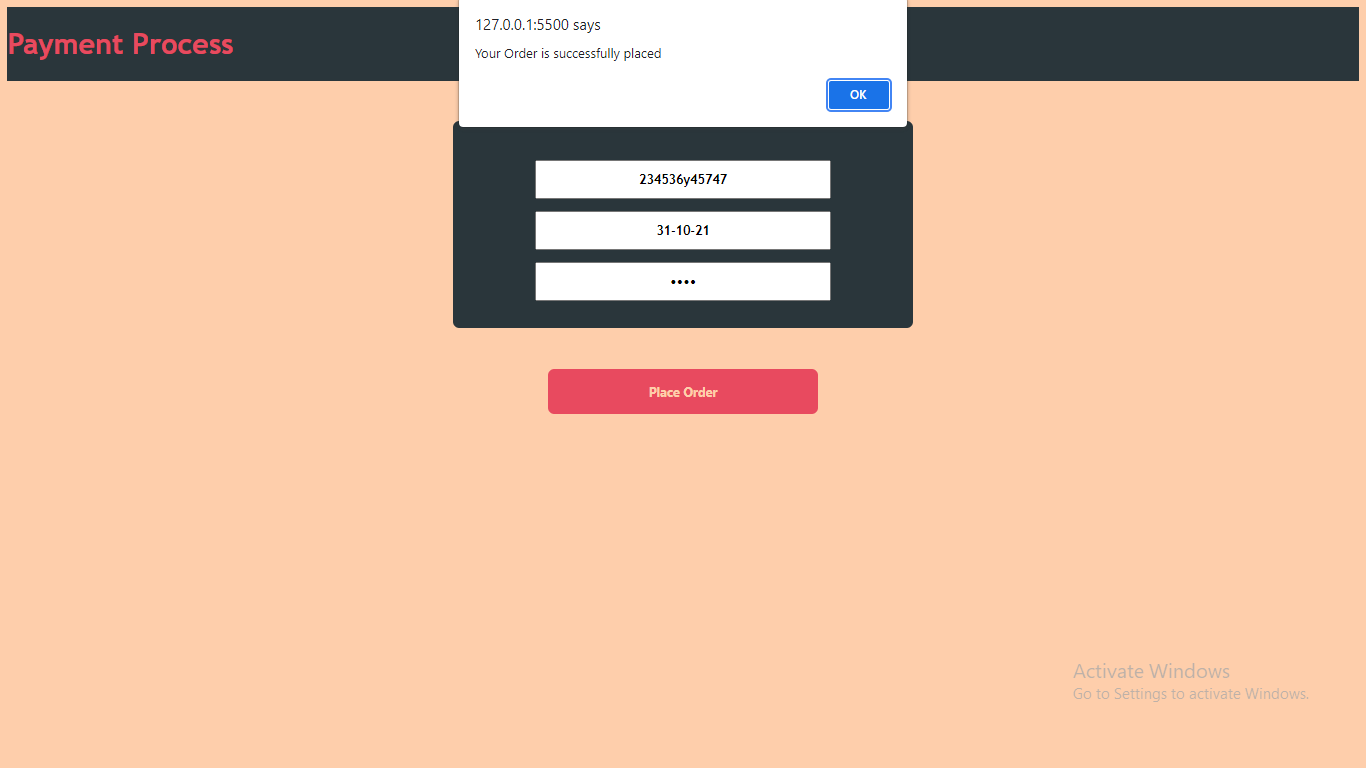 127.0.0.1:5500 says
Your Order is successfully placed
OK
Payment Process
234536y45747
31-10-21
••••
Place Order
Activate Windows
Go to Settings to activate Windows.